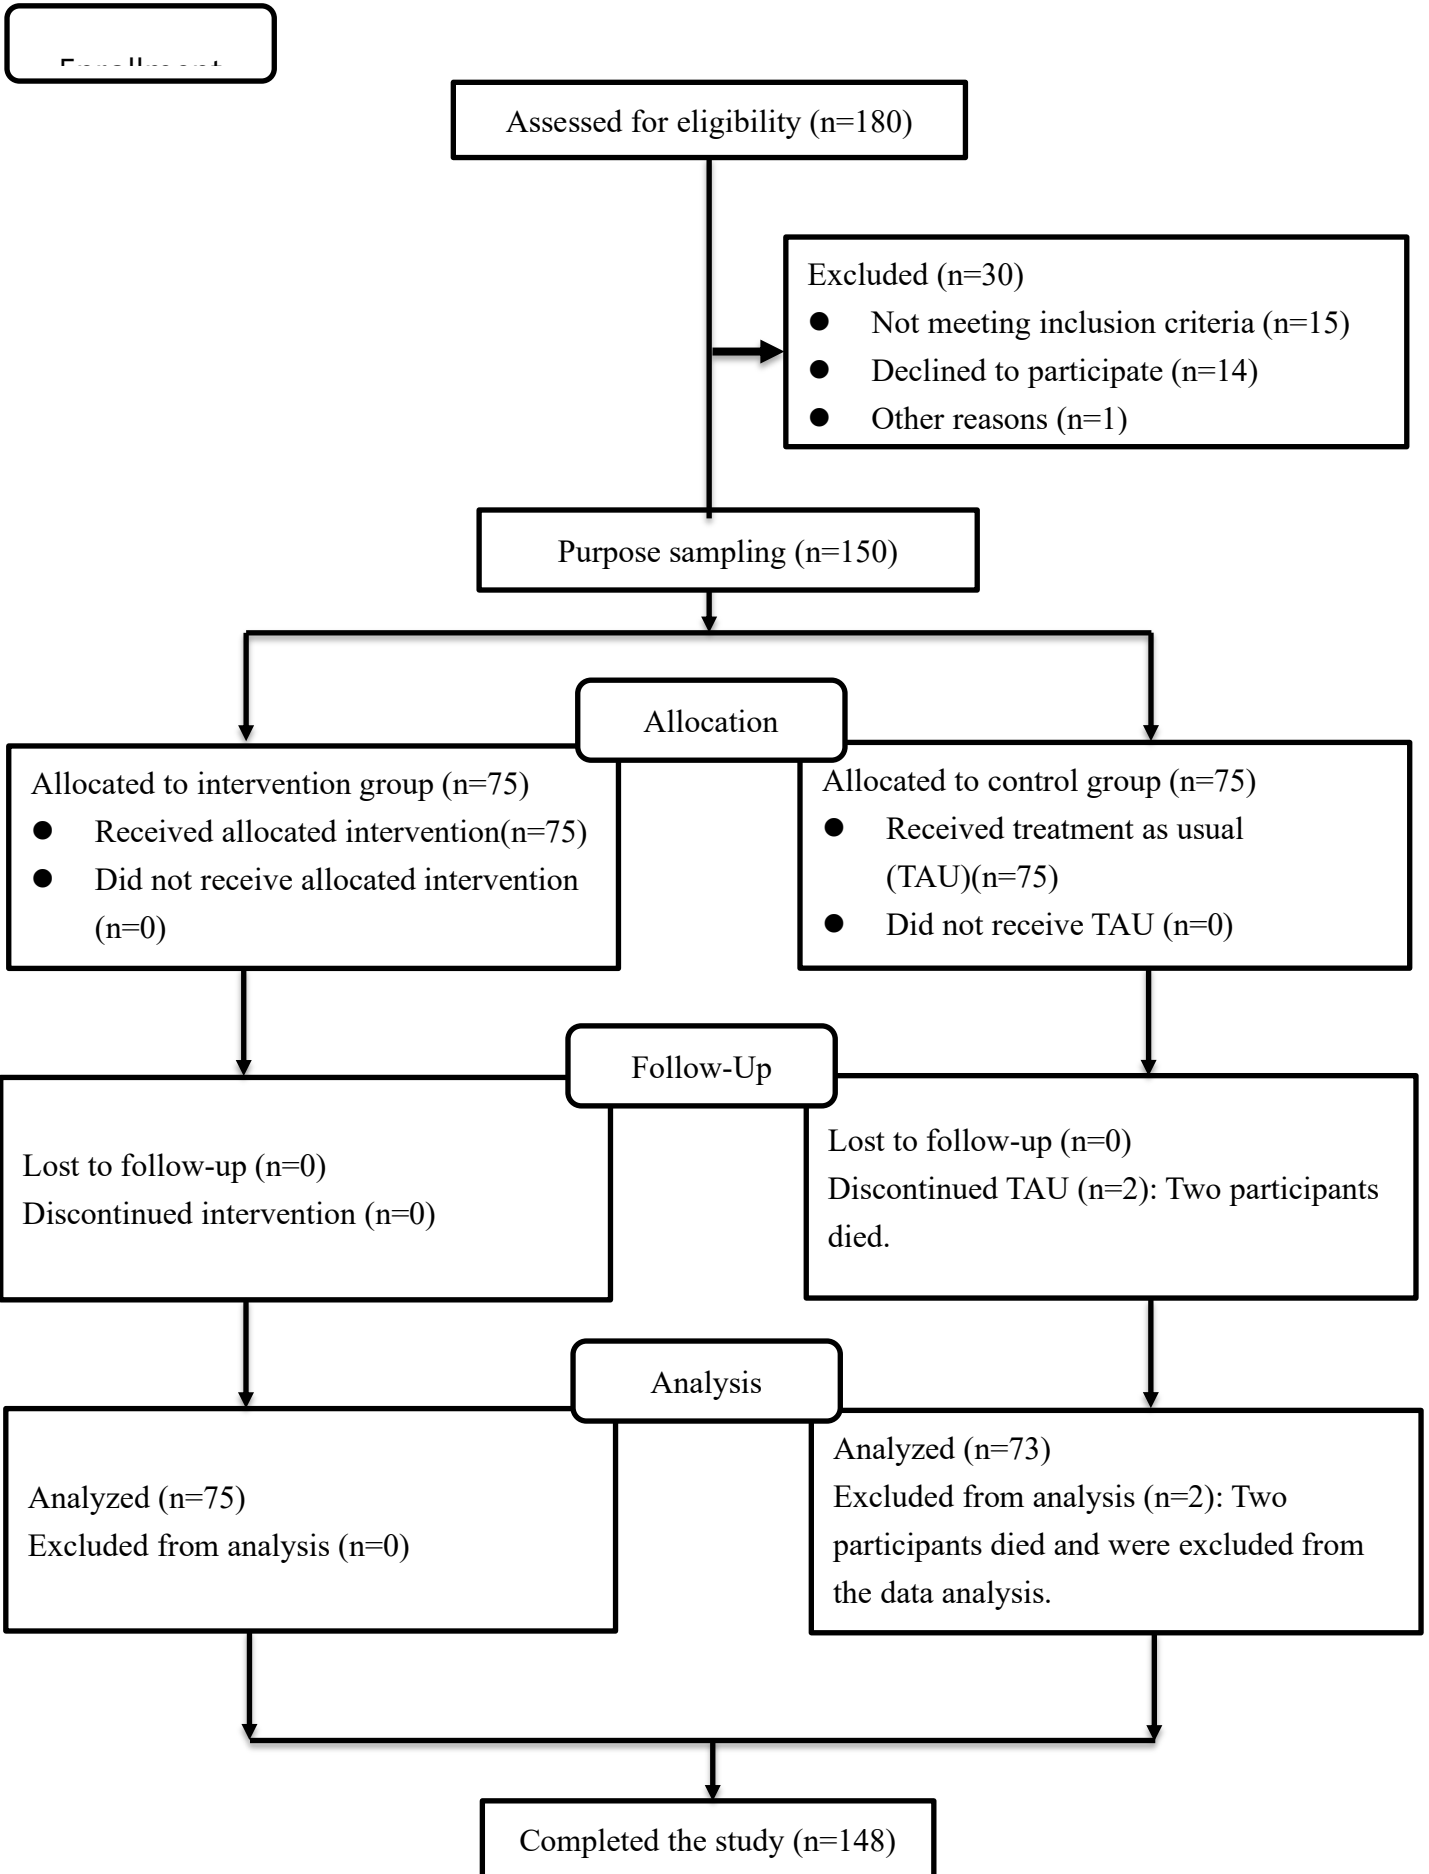 Assessed for eligibility (n=180)
Excluded (n=30)
● Not meeting inclusion criteria (n=15)
● Declined to participate (n=14)
● Other reasons (n=1)
Purpose sampling (n=150)
Allocation
Allocated to intervention group (n=75)
● Received allocated intervention(n=75)
● Did not receive allocated intervention
(n=0)
Allocated to control group (n=75)
● Received treatment as usual
(TAU)(n=75)
● Did not receive TAU (n=0)
Follow-Up
Lost to follow-up (n=0)
Discontinued intervention (n=0)
Lost to follow-up (n=0)
Discontinued TAU (n=2): Two participants
died.
Analysis
Analyzed (n=75)
Excluded from analysis (n=0)
Analyzed (n=73)
Excluded from analysis (n=2): Two
participants died and were excluded from
the data analysis.
Completed the study (n=148)